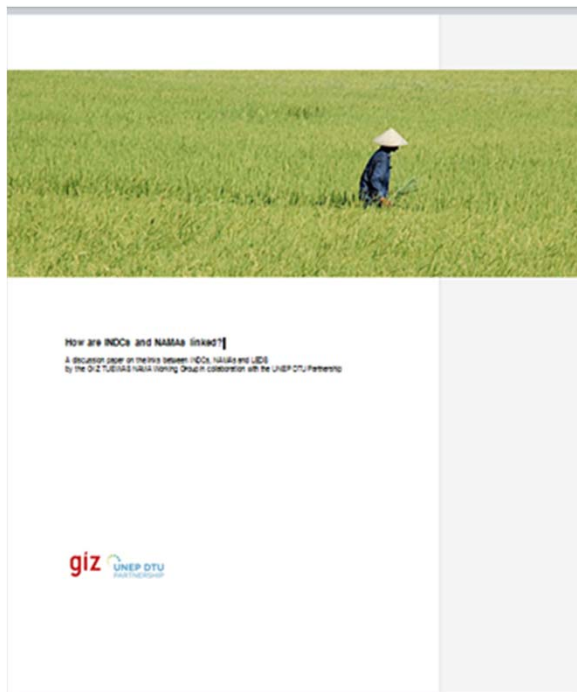 How are INDCs and NAMAs linked?
A discussion paper on the links between INDCs, NAMAs and LEDS
by the GIZ TUEWAS NAMA Working Group in collaboration with the UNEP DTU Partnership
giz UNEP DTU
PARTNERSHIP